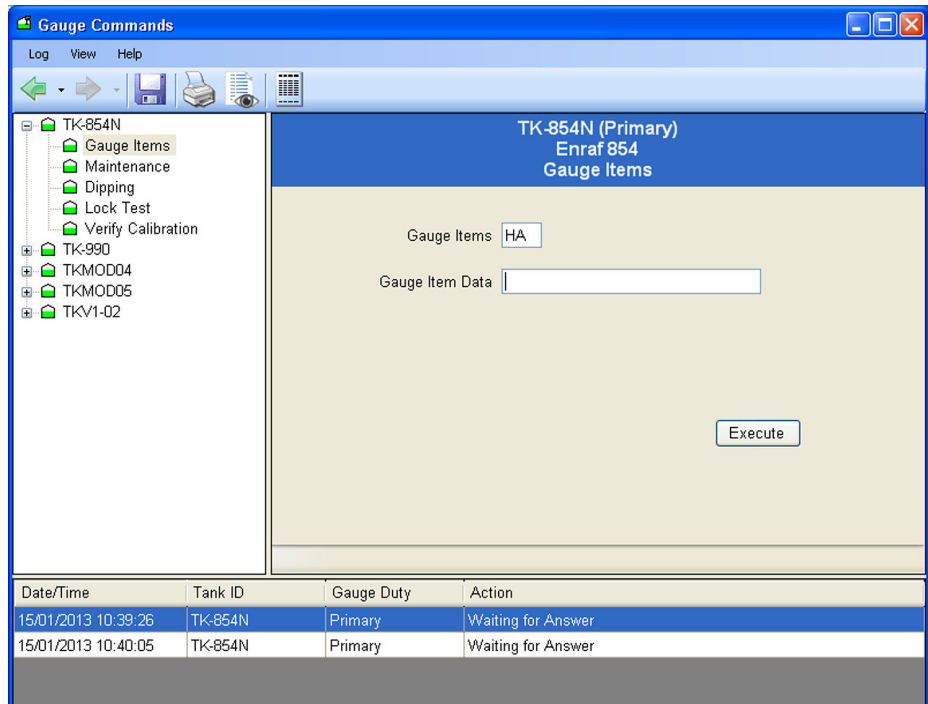 Gauge Commands
Log View Help
TK-854N
Gauge Items
Maintenance
Dipping
Lock Test
Verify Calibration
TK-990
TKMOD04
TKMOD05
TKV1-02
TK-854N (Primary)
Enraf 854
Gauge Items
Gauge Items HA
Gauge Item Data
Execute
Date/Time Tank ID Gauge Duty Action
15/01/2013 10:39:26 TK-854N Primary Waiting for Answer
15/01/2013 10:40:05 TK-854N Primary Waiting for Answer